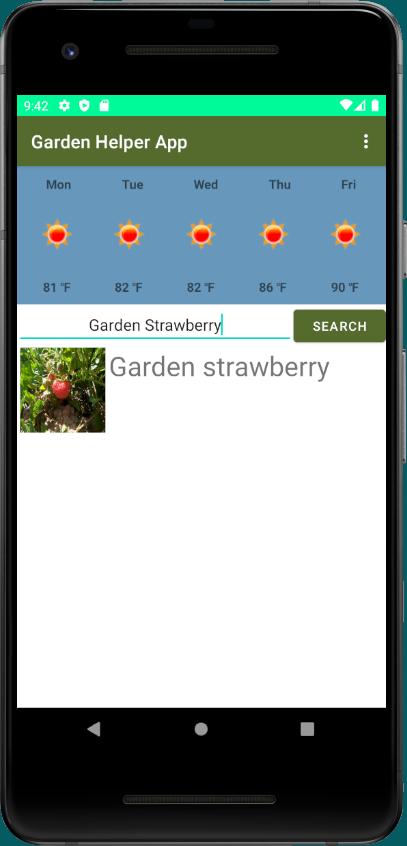 9:42
Garden Helper App
Mon Tue Wed Thu Fri
81 °F 82 °F 82 °F 86 °F 90 °F
Garden Strawberry SEARCH
Garden strawberry